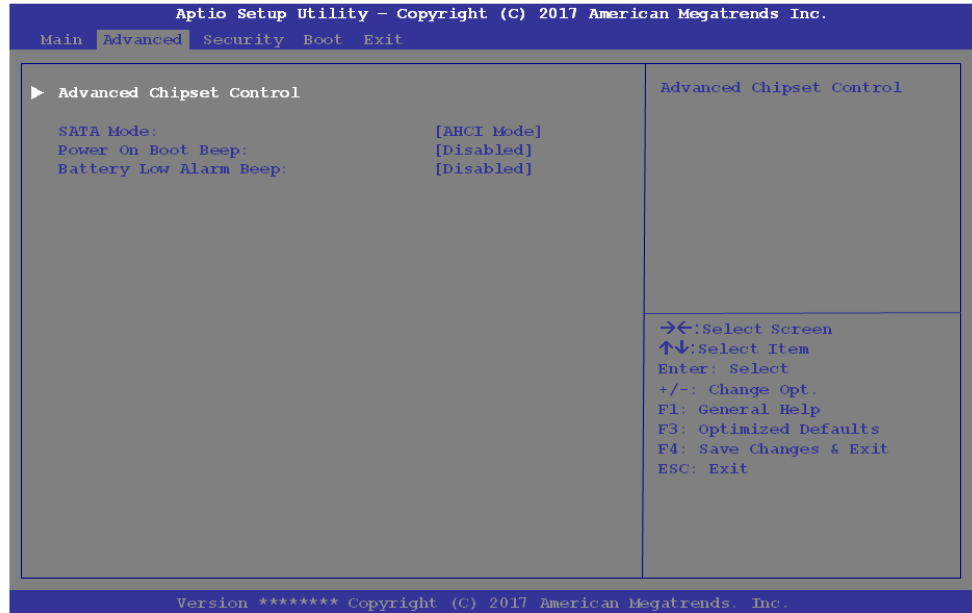 Aptio Setup Utility – Copyright (C) 2017 American Megatrends Inc.
Main Advanced Security Boot Exit
▶ Advanced Chipset Control
SATA Mode: [AHCI Mode]
Power On Boot Beep: [Disabled]
Battery Low Alarm Beep: [Disabled]
Advanced Chipset Control
→←:Select Screen
↑↓:Select Item
Enter: Select
+/-: Change Opt.
F1: General Help
F3: Optimized Defaults
F4: Save Changes & Exit
ESC: Exit
Version ******** Copyright (C) 2017 American Megatrends. Inc.